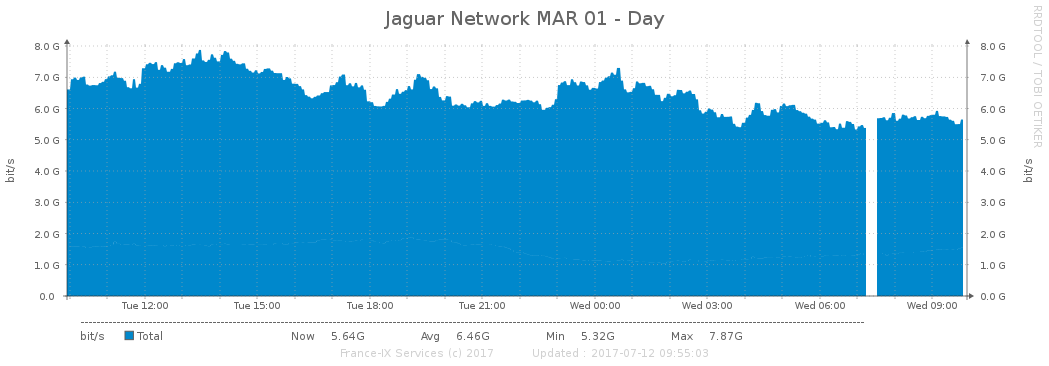 Jaguar Network MAR 01 - Day
RRDTOOL / TOBI OETIKER
8.0 G 8.0 G
7.0 G 7.0 G
6.0 G 6.0 G
5.0 G 5.0 G
4.0 G 4.0 G
3.0 G 3.0 G
2.0 G 2.0 G
1.0 G 1.0 G
0.0 0.0 G
bit/s bit/s
Tue 12:00 Tue 15:00 Tue 18:00 Tue 21:00 Wed 00:00 Wed 03:00 Wed 06:00 Wed 09:00
bit/s Total Now 5.64G Avg 6.46G Min 5.32G Max 7.87G
France-IX Services (c) 2017 Updated : 2017-07-12 09:55:03